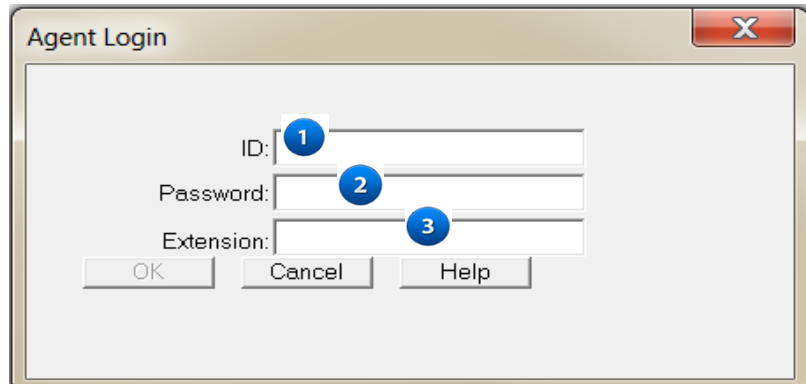 Agent Login
ID: 1
Password: 2
Extension: 3
OK Cancel Help